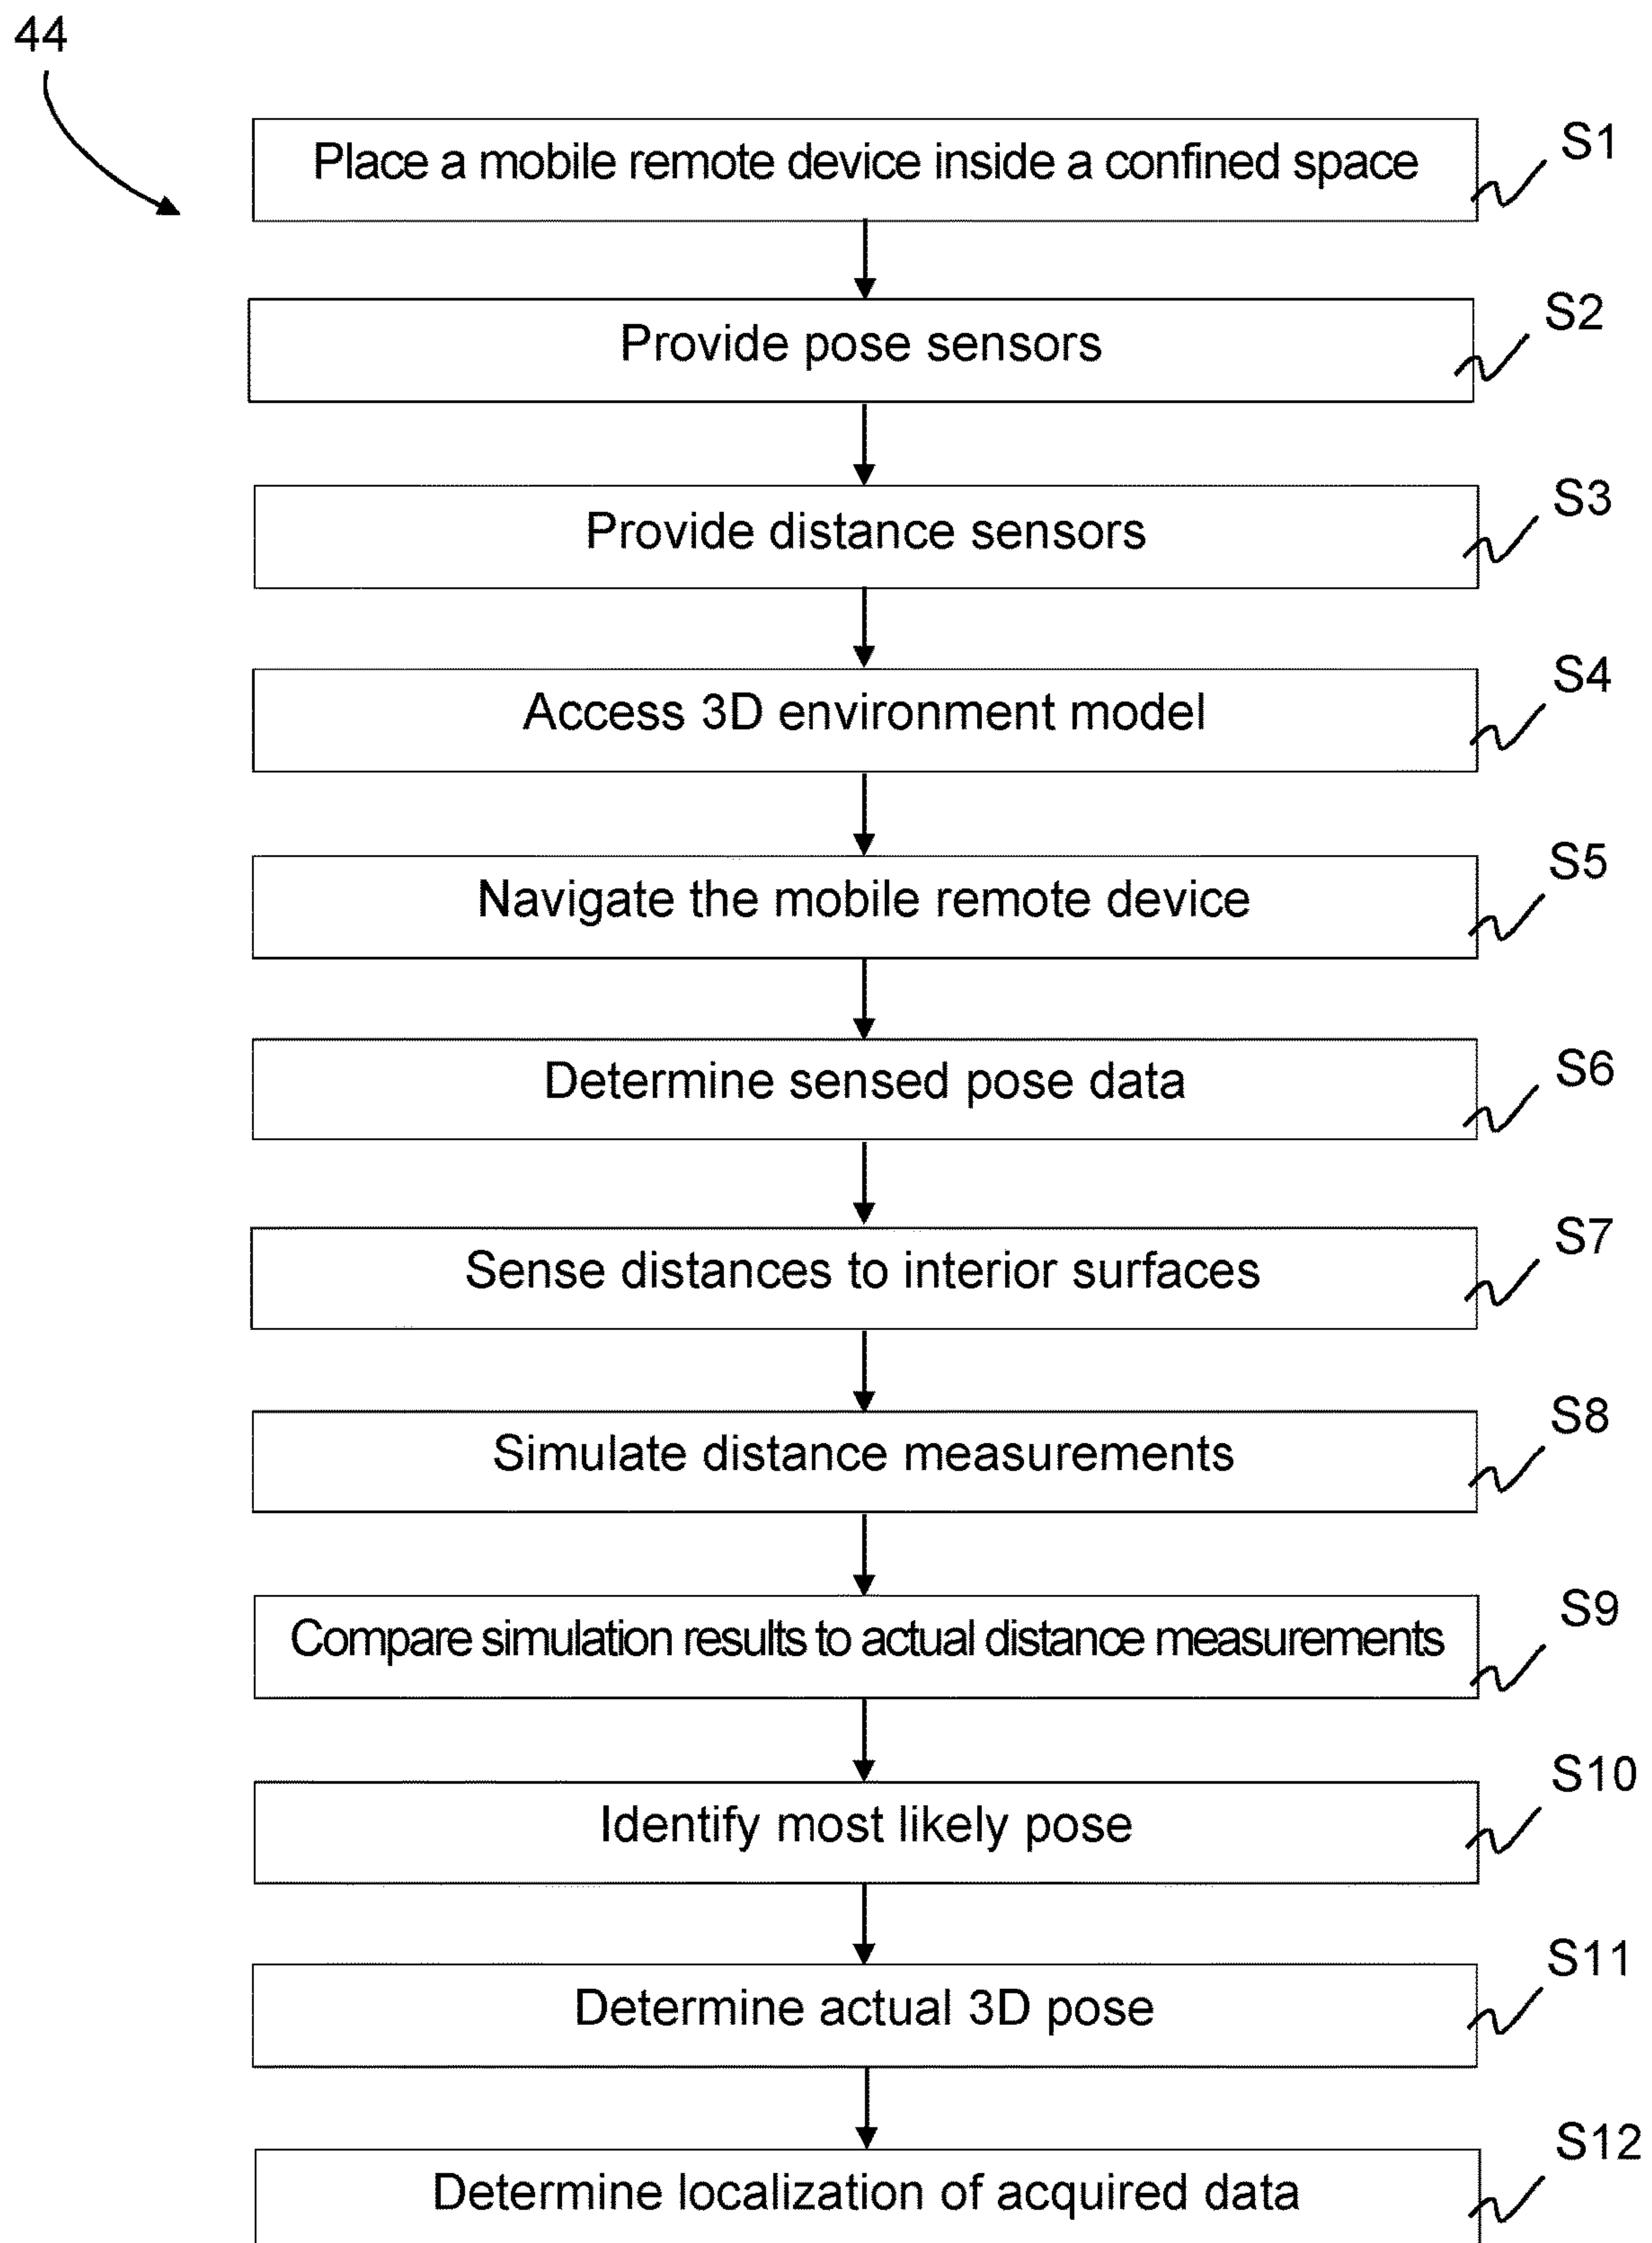 44
Place a mobile remote device inside a confined space
S1
Provide pose sensors
S2
Provide distance sensors
S3
Access 3D environment model
S4
Navigate the mobile remote device
S5
Determine sensed pose data
S6
Sense distances to interior surfaces
S7
Simulate distance measurements
S8
Compare simulation results to actual distance measurements
S9
Identify most likely pose
S10
Determine actual 3D pose
S11
Determine localization of acquired data
S12